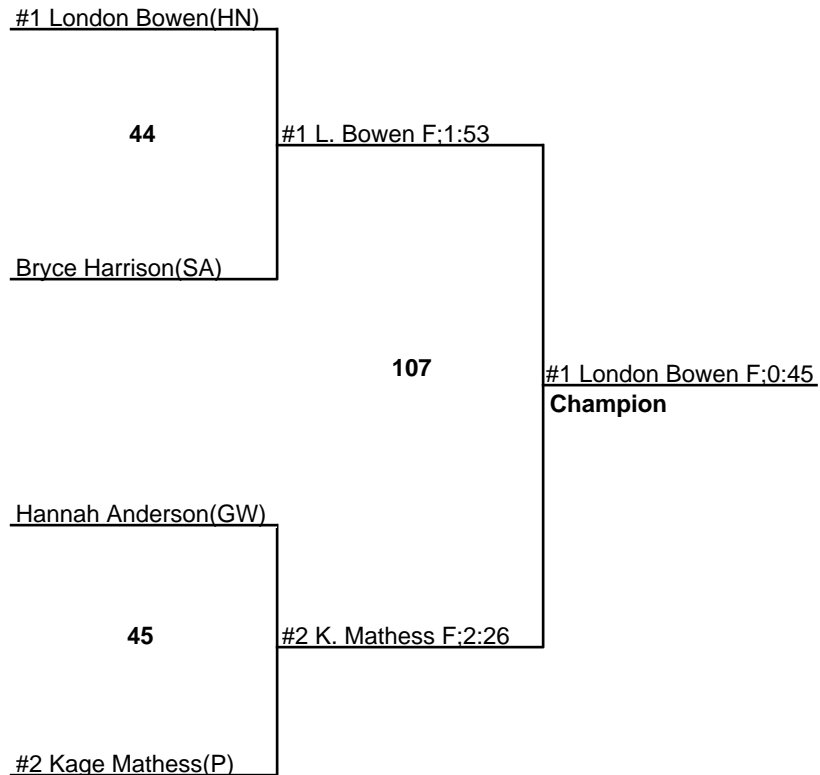 #1 London Bowen(HN)
44
#1 L. Bowen F;1:53
Bryce Harrison(SA)
107
#1 London Bowen F;0:45
Champion
Hannah Anderson(GW)
45
#2 K. Mathess F;2:26
#2 Kage Mathess(P)